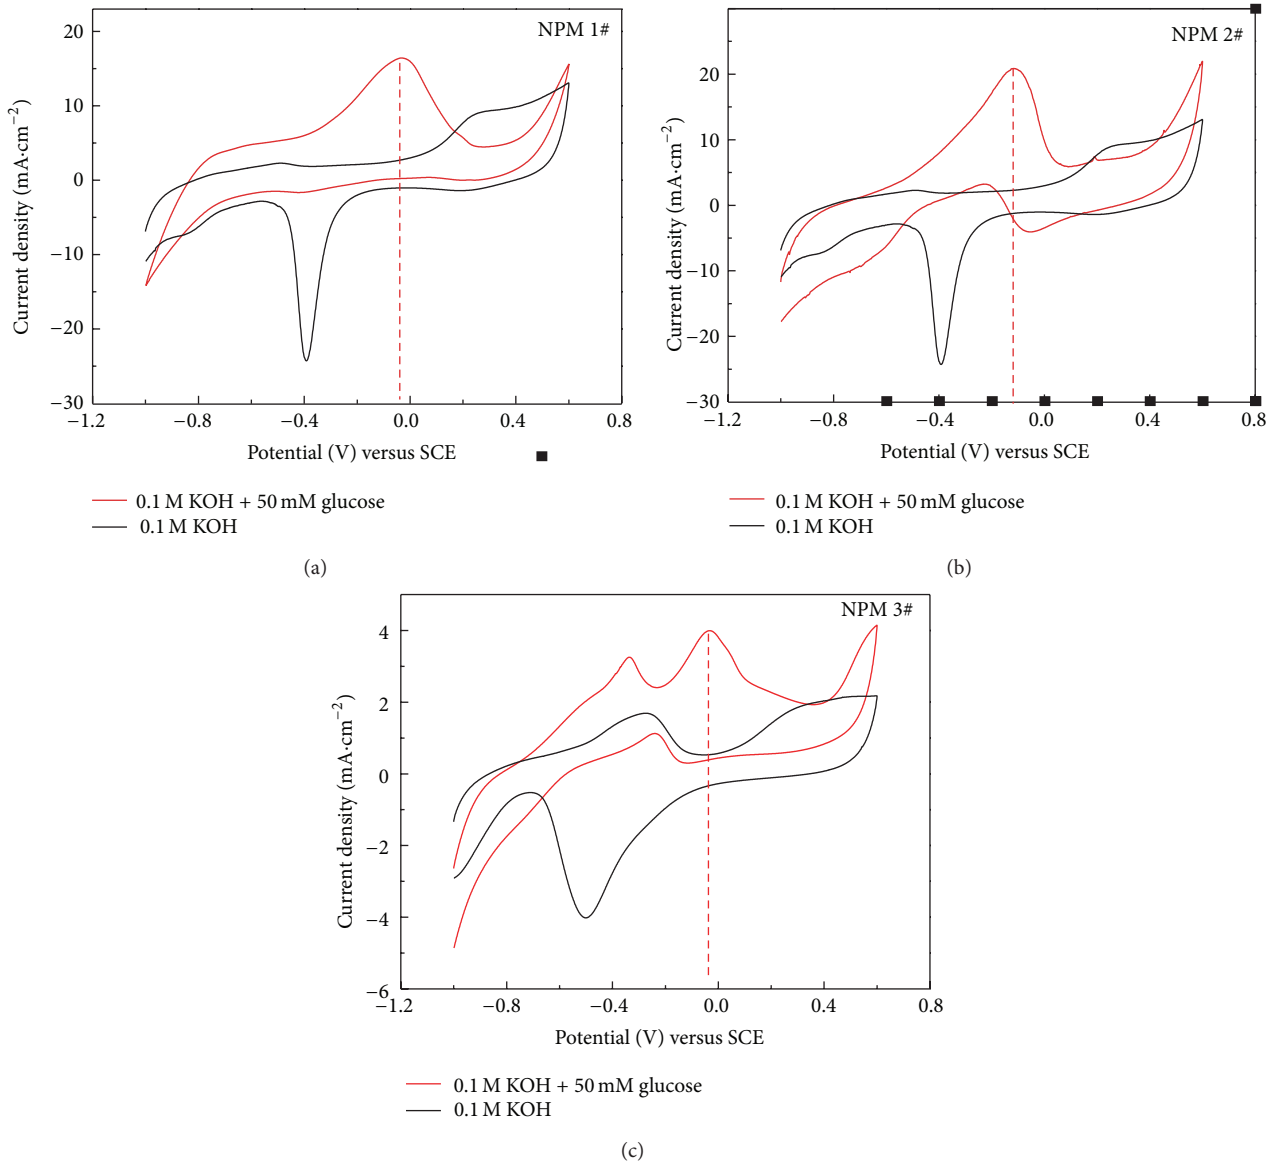 NPM 1#
20
10
0
−10
−20
−30
Current density (mA·cm−2)
−1.2
−0.8
−0.4
0.0
0.4
0.8
Potential (V) versus SCE
0.1 M KOH + 50 mM glucose
0.1 M KOH
(a)
NPM 2#
20
10
0
−10
−20
−30
Current density (mA·cm−2)
−1.2
−0.8
−0.4
0.0
0.4
0.8
Potential (V) versus SCE
0.1 M KOH + 50 mM glucose
0.1 M KOH
(b)
NPM 3#
4
2
0
−2
−4
−6
Current density (mA·cm−2)
−1.2
−0.8
−0.4
0.0
0.4
0.8
Potential (V) versus SCE
0.1 M KOH + 50 mM glucose
0.1 M KOH
(c)